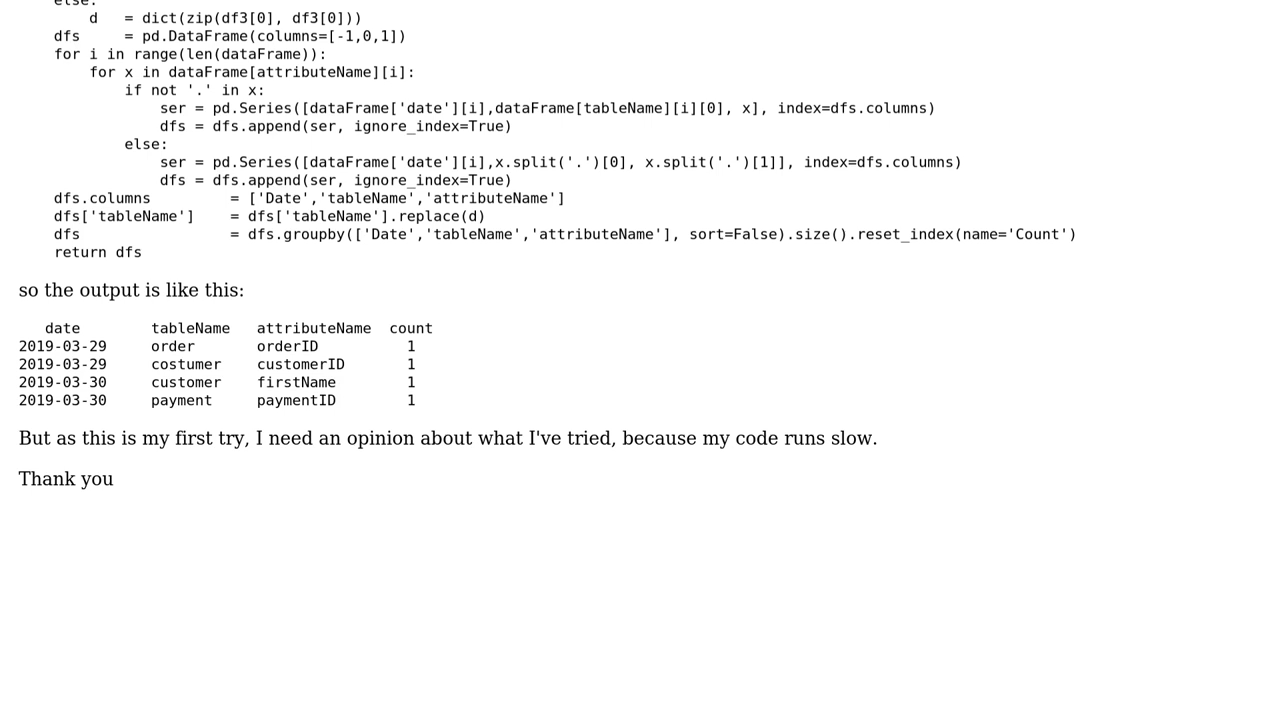 else:
d   = dict(zip(df3[0], df3[0]))
dfs     = pd.DataFrame(columns=[-1,0,1])
for i in range(len(dataFrame)):
for x in dataFrame[attributeName][i]:
if not '.' in x:
ser = pd.Series([dataFrame['date'][i],dataFrame[tableName][i][0], x], index=dfs.columns)
dfs = dfs.append(ser, ignore_index=True)
else:
ser = pd.Series([dataFrame['date'][i],x.split('.')[0], x.split('.')[1]], index=dfs.columns)
dfs = dfs.append(ser, ignore_index=True)
dfs.columns         = ['Date','tableName','attributeName']
dfs['tableName']    = dfs['tableName'].replace(d)
dfs                 = dfs.groupby(['Date','tableName','attributeName'], sort=False).size().reset_index(name='Count')
return dfs
so the output is like this:
date        tableName   attributeName  count
2019-03-29     order       orderID          1
2019-03-29     costumer    customerID       1
2019-03-30     customer    firstName        1
2019-03-30     payment     paymentID        1
But as this is my first try, I need an opinion about what I've tried, because my code runs slow.
Thank you